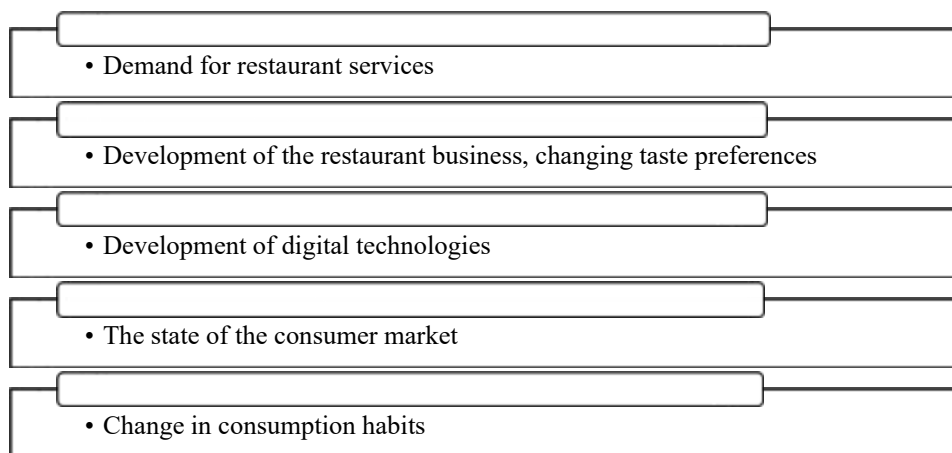 • Demand for restaurant services
• Development of the restaurant business, changing taste preferences
• Development of digital technologies
• The state of the consumer market
• Change in consumption habits